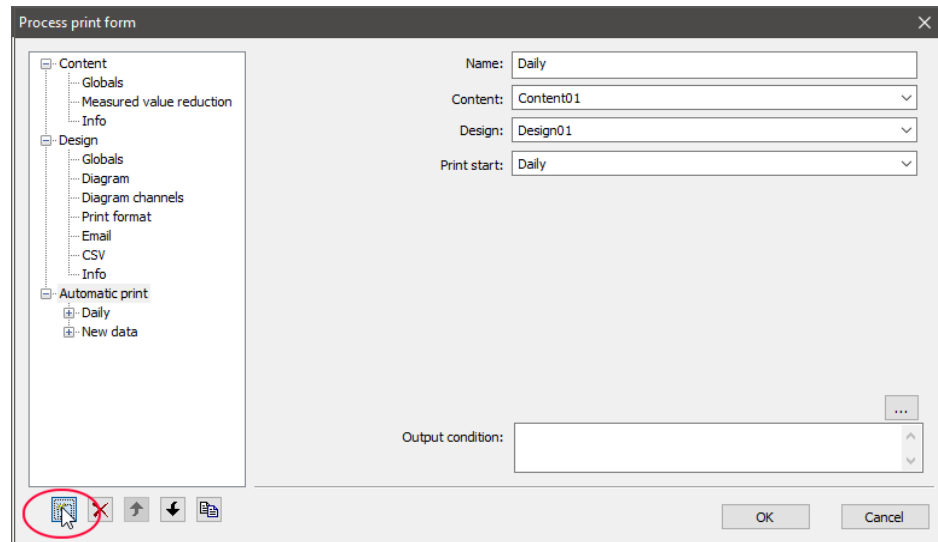 Process print form
Content
Globals
Measured value reduction
Info
Design
Globals
Diagram
Diagram channels
Print format
Email
CSV
Info
Automatic print
Daily
New data
Name: Daily
Content: Content01
Design: Design01
Print start: Daily
...
Output condition:
OK Cancel